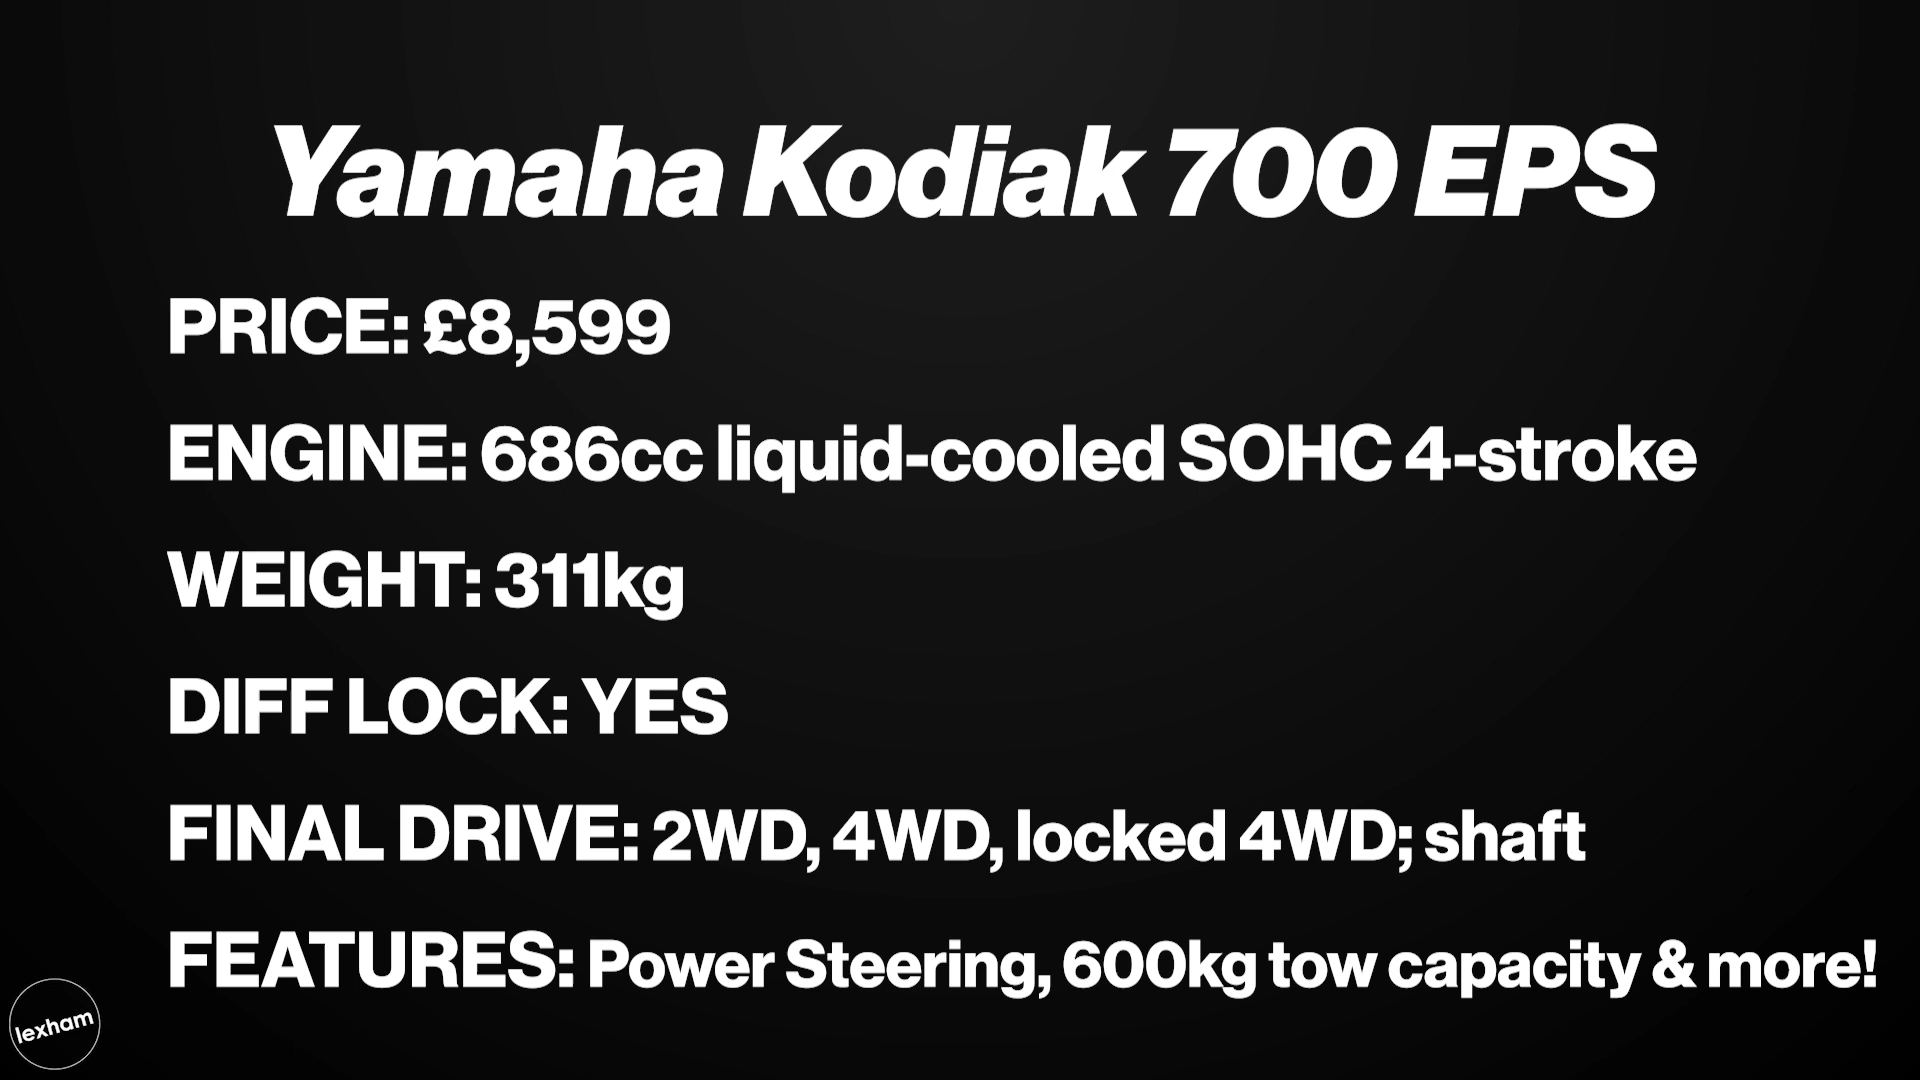 Yamaha Kodiak 700 EPS
PRICE: £8,599
ENGINE: 686cc liquid-cooled SOHC 4-stroke
WEIGHT: 311kg
DIFF LOCK: YES
FINAL DRIVE: 2WD, 4WD, locked 4WD; shaft
FEATURES: Power Steering, 600kg tow capacity & more!
lexham